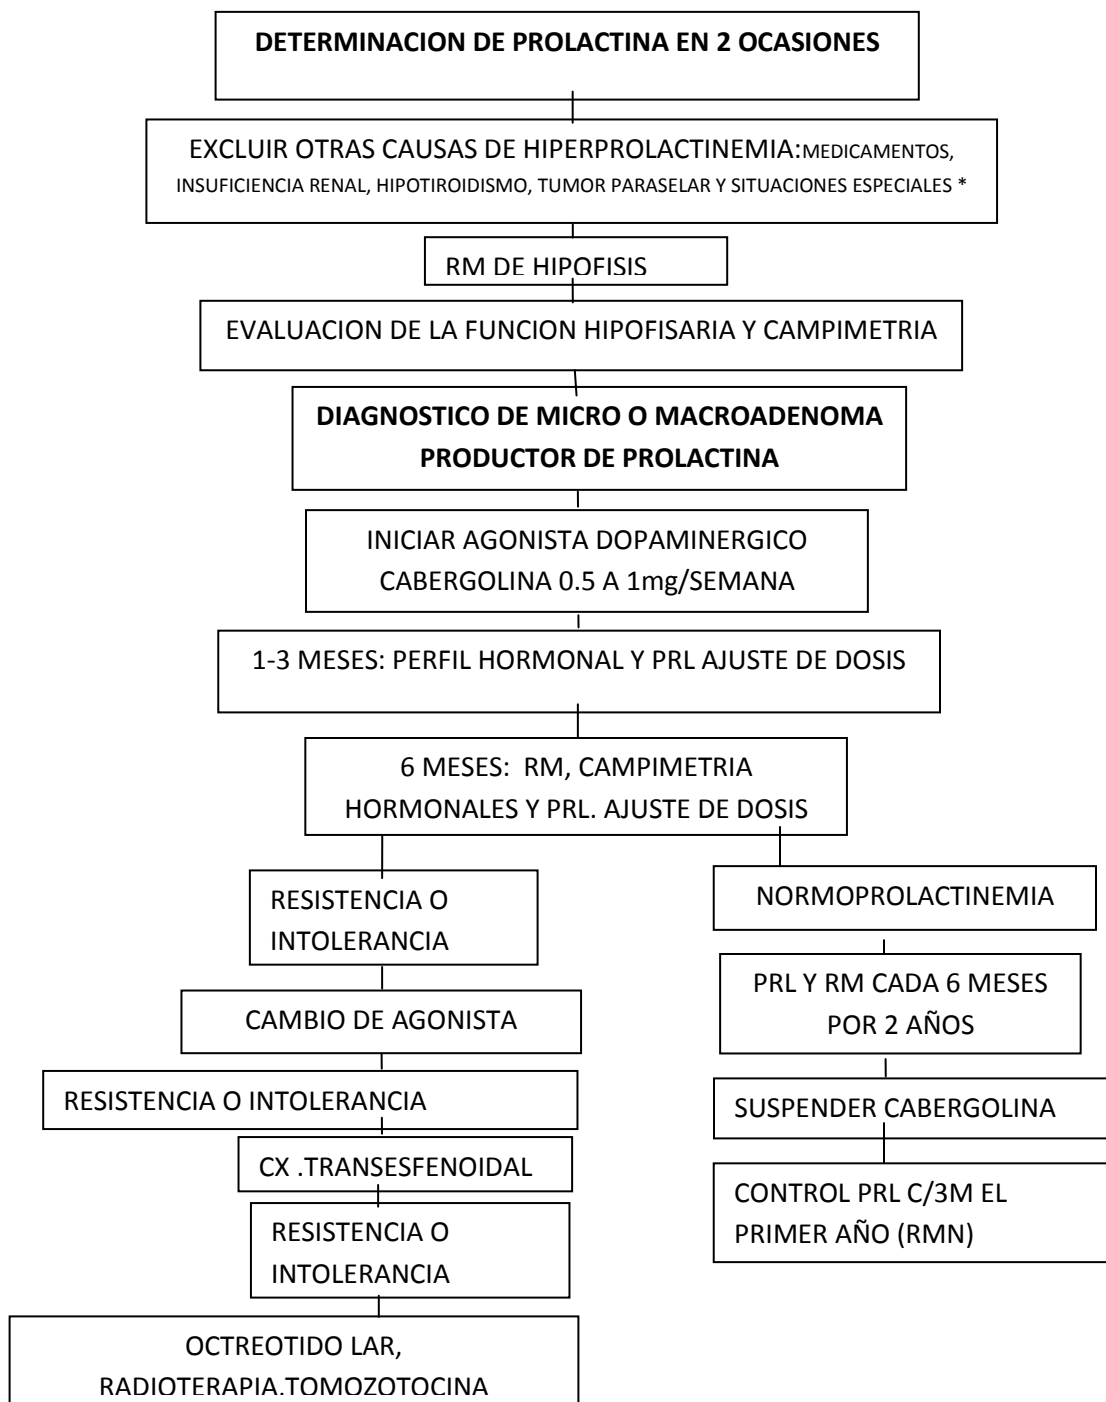 DETERMINACION DE PROLACTINA EN 2 OCASIONES
EXCLUIR OTRAS CAUSAS DE HIPERPROLACTINEMIA:MEDICAMENTOS,
INSUFICIENCIA RENAL, HIPOTIROIDISMO, TUMOR PARASELAR Y SITUACIONES ESPECIALES *
RM DE HIPOFISIS
EVALUACION DE LA FUNCION HIPOFISARIA Y CAMPIMETRIA
DIAGNOSTICO DE MICRO O MACROADENOMA
PRODUCTOR DE PROLACTINA
INICIAR AGONISTA DOPAMINERGICO
CABERGOLINA 0.5 A 1mg/SEMANA
1-3 MESES: PERFIL HORMONAL Y PRL AJUSTE DE DOSIS
6 MESES: RM, CAMPIMETRIA
HORMONALES Y PRL. AJUSTE DE DOSIS
RESISTENCIA O
INTOLERANCIA
CAMBIO DE AGONISTA
RESISTENCIA O INTOLERANCIA
CX .TRANSESFENOIDAL
RESISTENCIA O
INTOLERANCIA
OCTREOTIDO LAR,
RADIOTERAPIA.TOMOZOTOCINA
NORMOPROLACTINEMIA
PRL Y RM CADA 6 MESES
POR 2 AÑOS
SUSPENDER CABERGOLINA
CONTROL PRL C/3M EL
PRIMER AÑO (RMN)